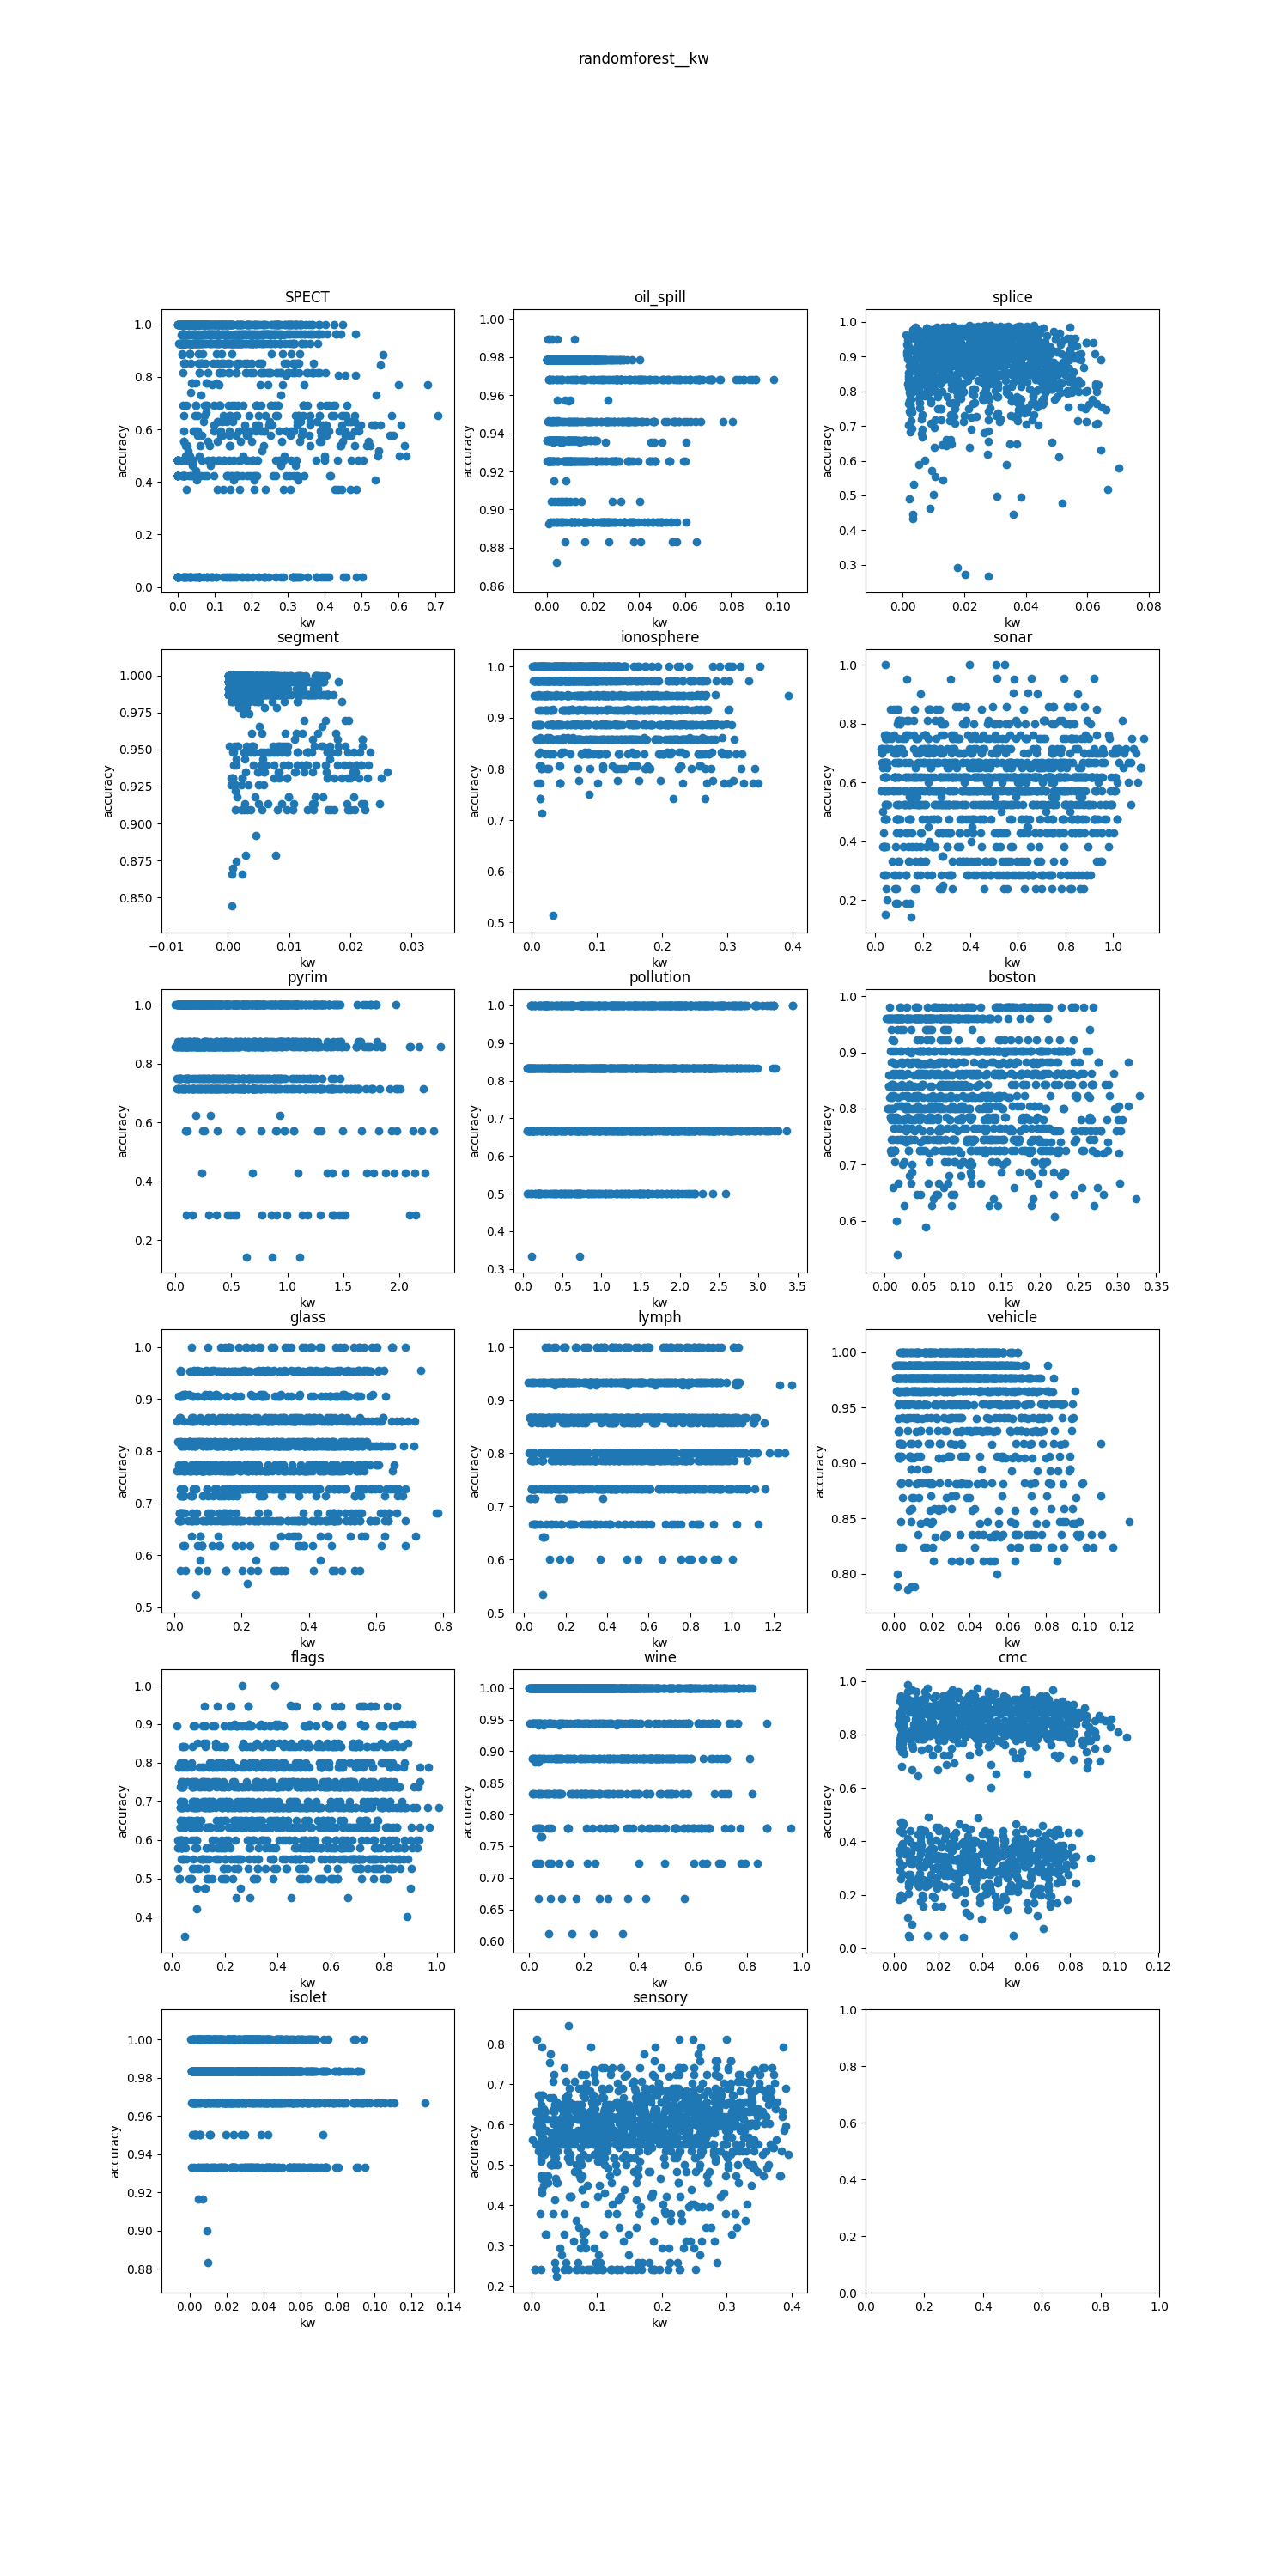 randomforest__kw
SPECT
oil_spill
splice
1.0
0.8
0.6
0.4
0.2
0.0
accuracy
0.0 0.1 0.2 0.3 0.4 0.5 0.6 0.7
kw
1.00
0.98
0.96
0.94
0.92
0.90
0.88
0.86
accuracy
0.00 0.02 0.04 0.06 0.08 0.10
kw
1.0
0.9
0.8
0.7
0.6
0.5
0.4
0.3
accuracy
0.00 0.02 0.04 0.06 0.08
kw
segment
ionosphere
sonar
1.000
0.975
0.950
0.925
0.900
0.875
0.850
accuracy
−0.01 0.00 0.01 0.02 0.03
kw
1.0
0.9
0.8
0.7
0.6
0.5
accuracy
0.0 0.1 0.2 0.3 0.4
kw
1.0
0.8
0.6
0.4
0.2
accuracy
0.0 0.2 0.4 0.6 0.8 1.0
kw
pyrim
pollution
boston
1.0
0.8
0.6
0.4
0.2
accuracy
0.0 0.5 1.0 1.5 2.0
kw
1.0
0.9
0.8
0.7
0.6
0.5
0.4
0.3
accuracy
0.0 0.5 1.0 1.5 2.0 2.5 3.0 3.5
kw
1.0
0.9
0.8
0.7
0.6
accuracy
0.00 0.05 0.10 0.15 0.20 0.25 0.30 0.35
kw
glass
lymph
vehicle
1.0
0.9
0.8
0.7
0.6
0.5
accuracy
0.0 0.2 0.4 0.6 0.8
kw
1.0
0.9
0.8
0.7
0.6
0.5
accuracy
0.0 0.2 0.4 0.6 0.8 1.0 1.2
kw
1.00
0.95
0.90
0.85
0.80
accuracy
0.00 0.02 0.04 0.06 0.08 0.10 0.12
kw
flags
wine
cmc
1.0
0.9
0.8
0.7
0.6
0.5
0.4
accuracy
0.0 0.2 0.4 0.6 0.8 1.0
kw
1.00
0.95
0.90
0.85
0.80
0.75
0.70
0.65
0.60
accuracy
0.0 0.2 0.4 0.6 0.8 1.0
kw
1.0
0.8
0.6
0.4
0.2
0.0
accuracy
0.00 0.02 0.04 0.06 0.08 0.10 0.12
kw
isolet
sensory
1.00
0.98
0.96
0.94
0.92
0.90
0.88
accuracy
0.00 0.02 0.04 0.06 0.08 0.10 0.12 0.14
kw
0.8
0.7
0.6
0.5
0.4
0.3
0.2
accuracy
0.0 0.1 0.2 0.3 0.4
kw
1.0
0.8
0.6
0.4
0.2
0.0
0.0 0.2 0.4 0.6 0.8 1.0